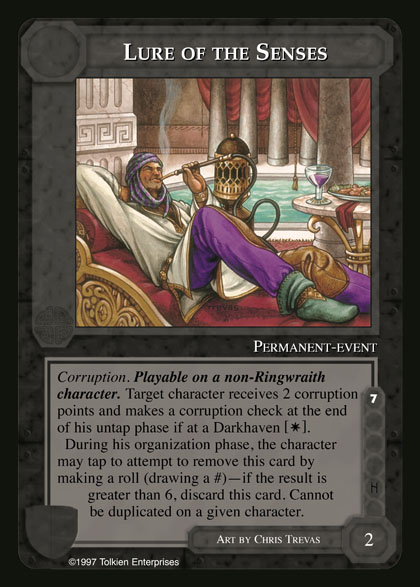 LURE OF THE SENSES
PERMANENT-EVENT
Corruption. Playable on a non-Ringwraith
character. Target character receives 2 corruption
points and makes a corruption check at the end
of his untap phase if at a Darkhaven [✷].
During his organization phase, the character
may tap to attempt to remove this card by
making a roll (drawing a #)—if the result is
greater than 6, discard this card. Cannot
be duplicated on a given character.
7
H
ART BY CHRIS TREVAS
2
©1997 Tolkien Enterprises